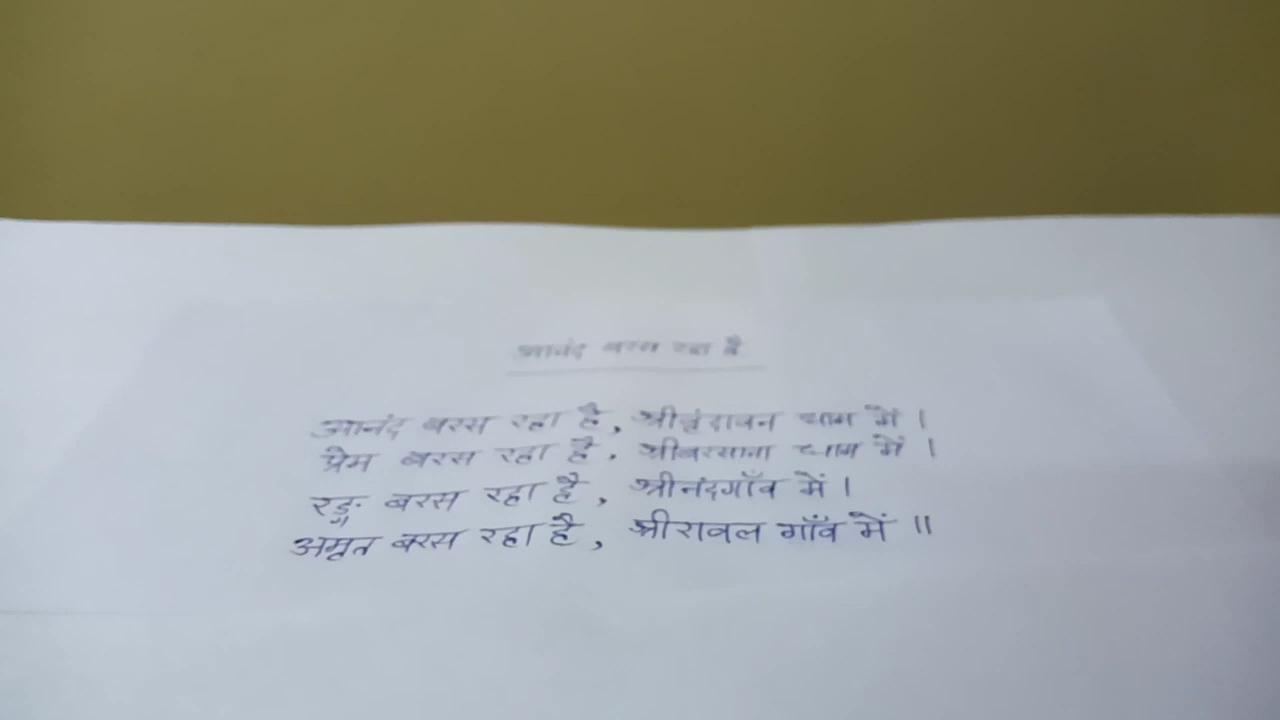 आनंद बरस रहा है
आनंद बरस रहा है, श्रीवृंदावन धाम में ।
प्रेम बरस रहा है, श्रीबरसाना धाम में ।
रङ्ग बरस रहा है, श्रीनंदगाँव में ।
अमृत बरस रहा है, श्रीरावल गाँव में ॥